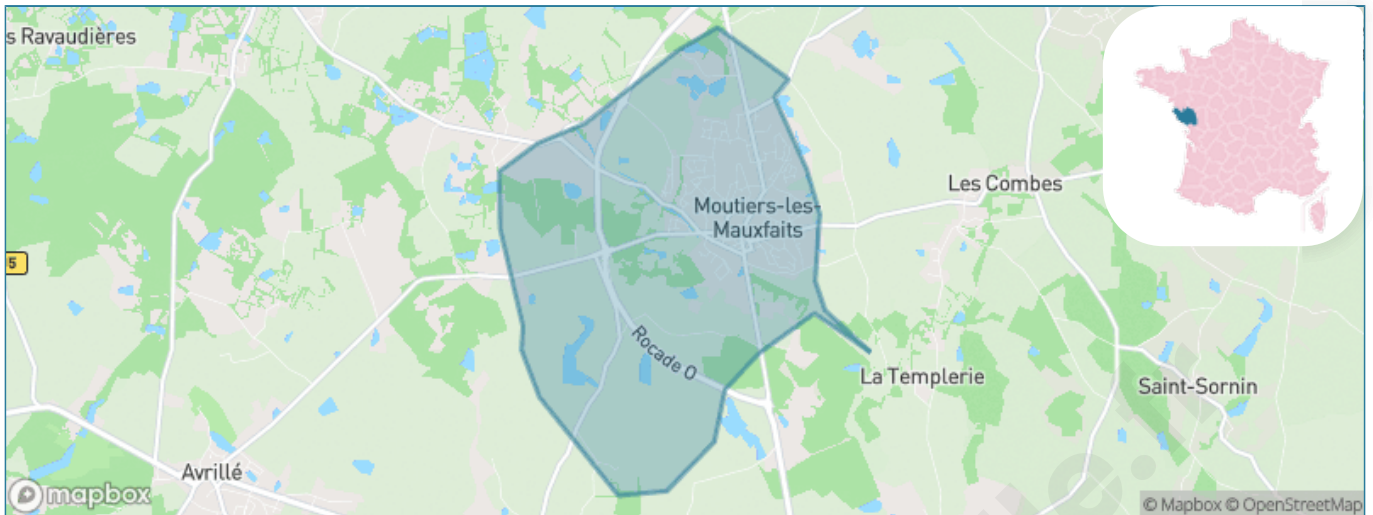 s Ravaudières
Les Combes
Moutiers-les-
Mauxfaits
5
Rocade O
La Templerie
Saint-Sornin
Avrillé
mapbox
© Mapbox © OpenStreetMap